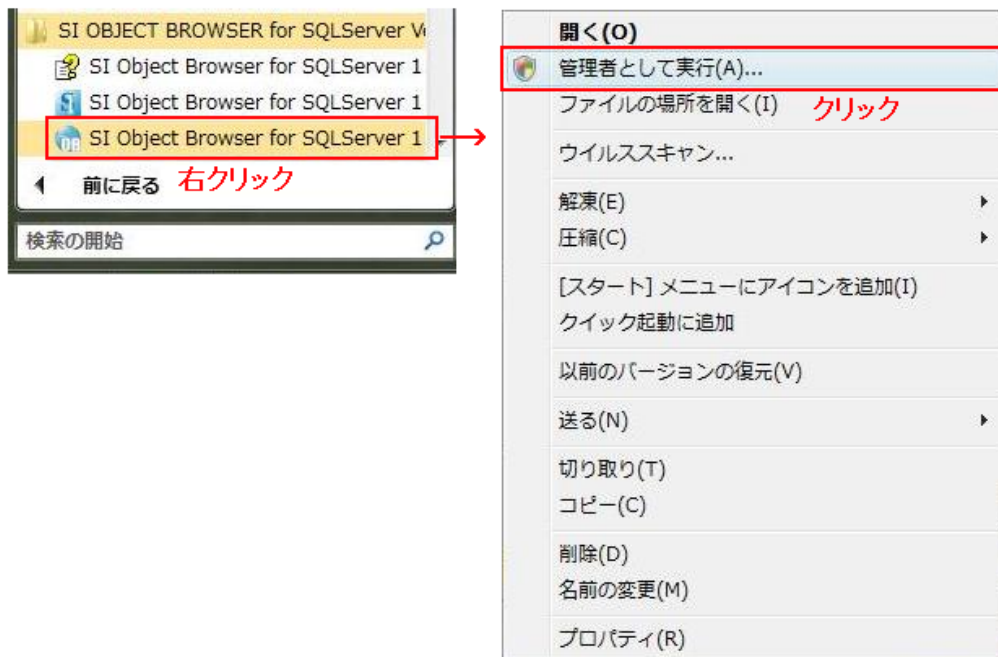 SI OBJECT BROWSER for SQLServer V
SI Object Browser for SQLServer 1
SI Object Browser for SQLServer 1
SI Object Browser for SQLServer 1
右クリック
前に戻る
検索の開始
開く(O)
管理者として実行(A)...
ファイルの場所を開く(I)
クリック
ウイルススキャン...
解凍(E)
圧縮(C)
[スタート] メニューにアイコンを追加(I)
クイック起動に追加
以前のバージョンの復元(V)
送る(N)
切り取り(T)
コピー(C)
削除(D)
名前の変更(M)
プロパティ(R)